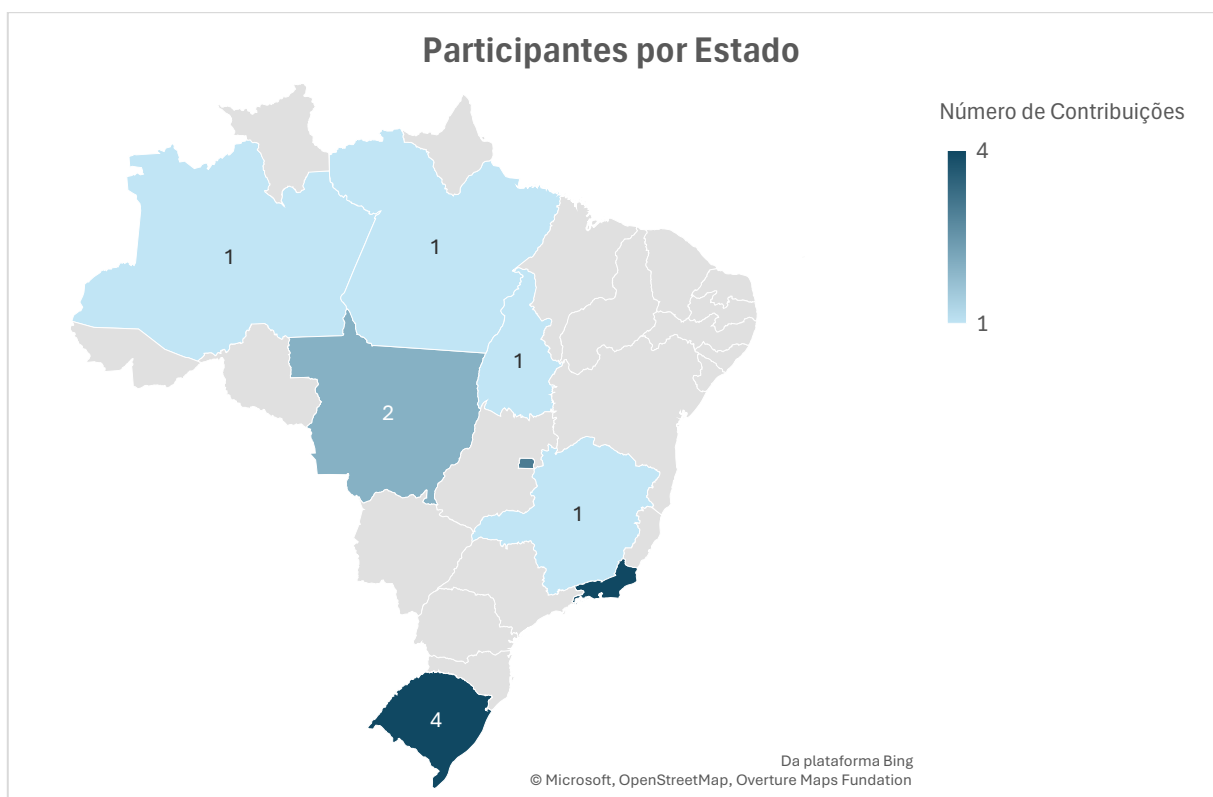 Participantes por Estado
Número de Contribuições
4
1
1
1
1
2
1
4
Da plataforma Bing
© Microsoft, OpenStreetMap, Overture Maps Fundation